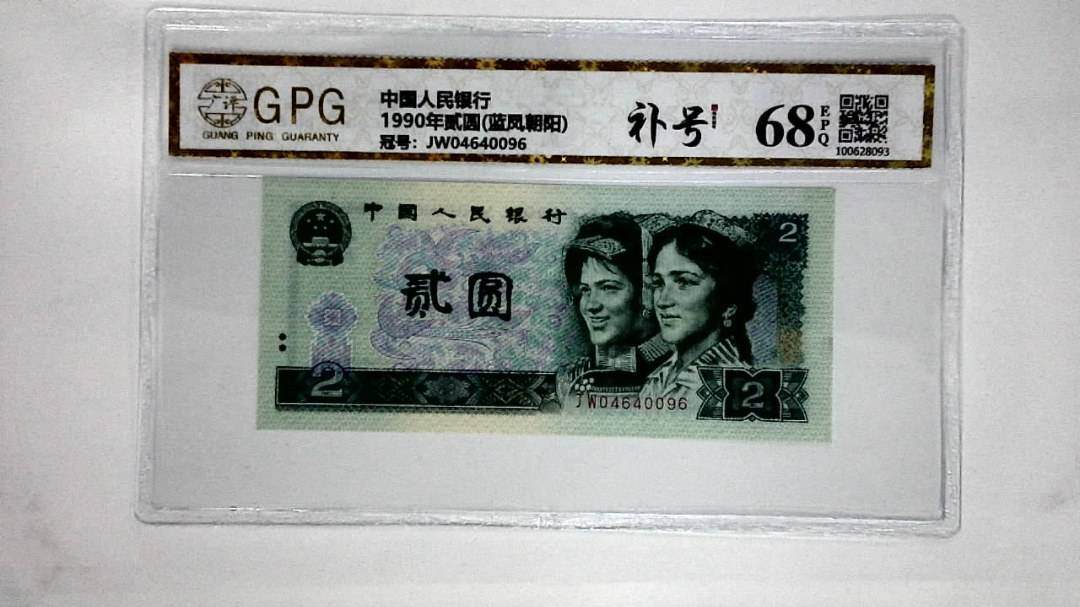 GPG
GUANG PING GUARANTY
中国人民银行
1990年贰圆(蓝凤朝阳)
冠号：JW04640096
补号
68
EPQ
100628093
中国人民银行
2
贰圆
2
JW04640096
2